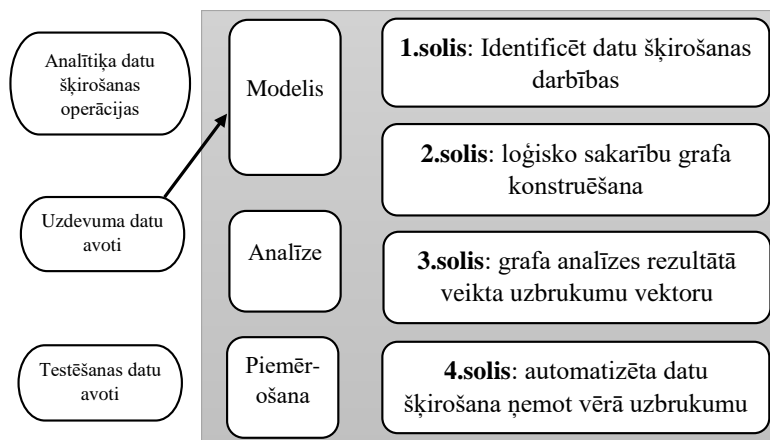 Analītiķa datu
šķirošanas
operācijas
Uzdevuma datu
avoti
Testēšanas datu
avoti
Modelis
Analīze
Piemēr-
ošana
1.solis: Identificēt datu šķirošanas
darbības
2.solis: loģisko sakarību grafa
konstruēšana
3.solis: grafa analīzes rezultātā
veikta uzbrukumu vektoru
4.solis: automatizēta datu
šķirošana ņemot vērā uzbrukumu